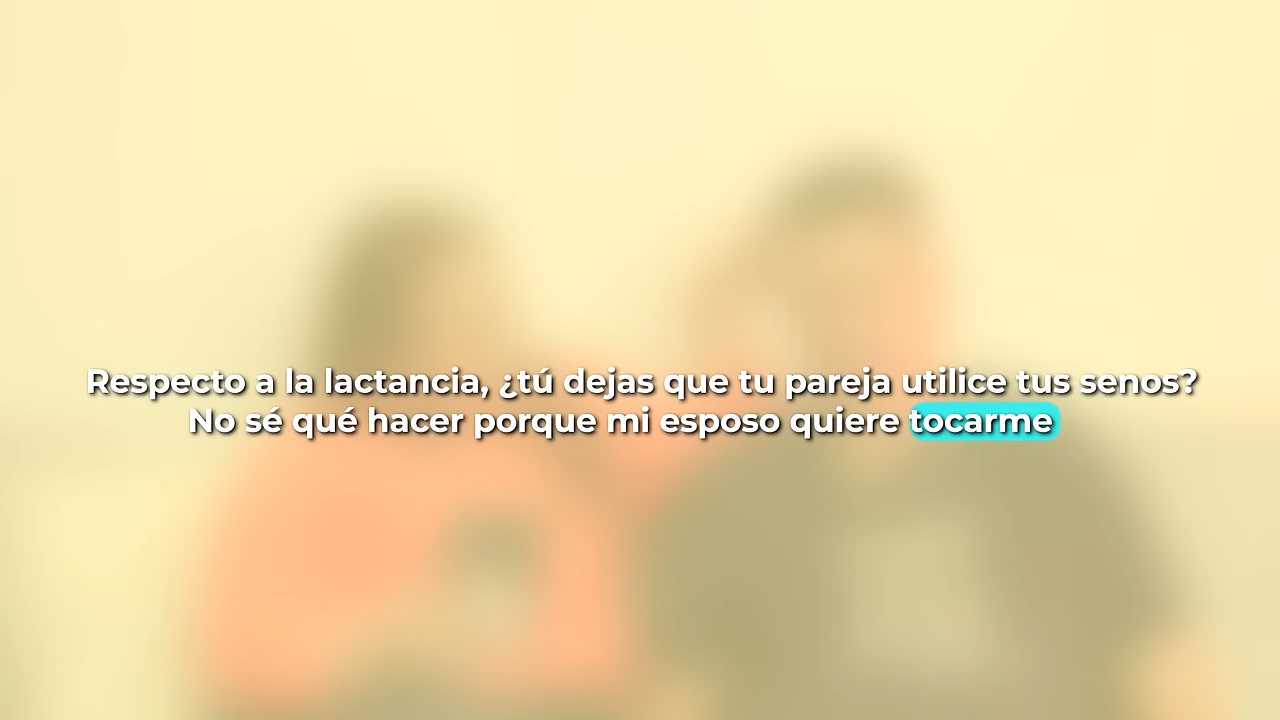 Respecto a la lactancia, ¿tú dejas que tu pareja utilice tus senos?
No sé qué hacer porque mi esposo quiere tocarme